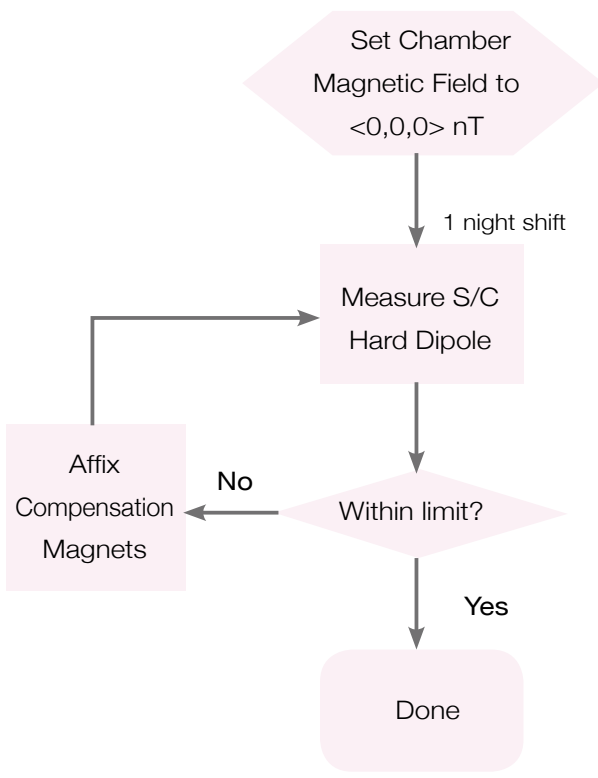 Set Chamber
Magnetic Field to
<0,0,0> nT
1 night shift
Measure S/C
Hard Dipole
Affix
Compensation
Magnets
No
Within limit?
Yes
Done